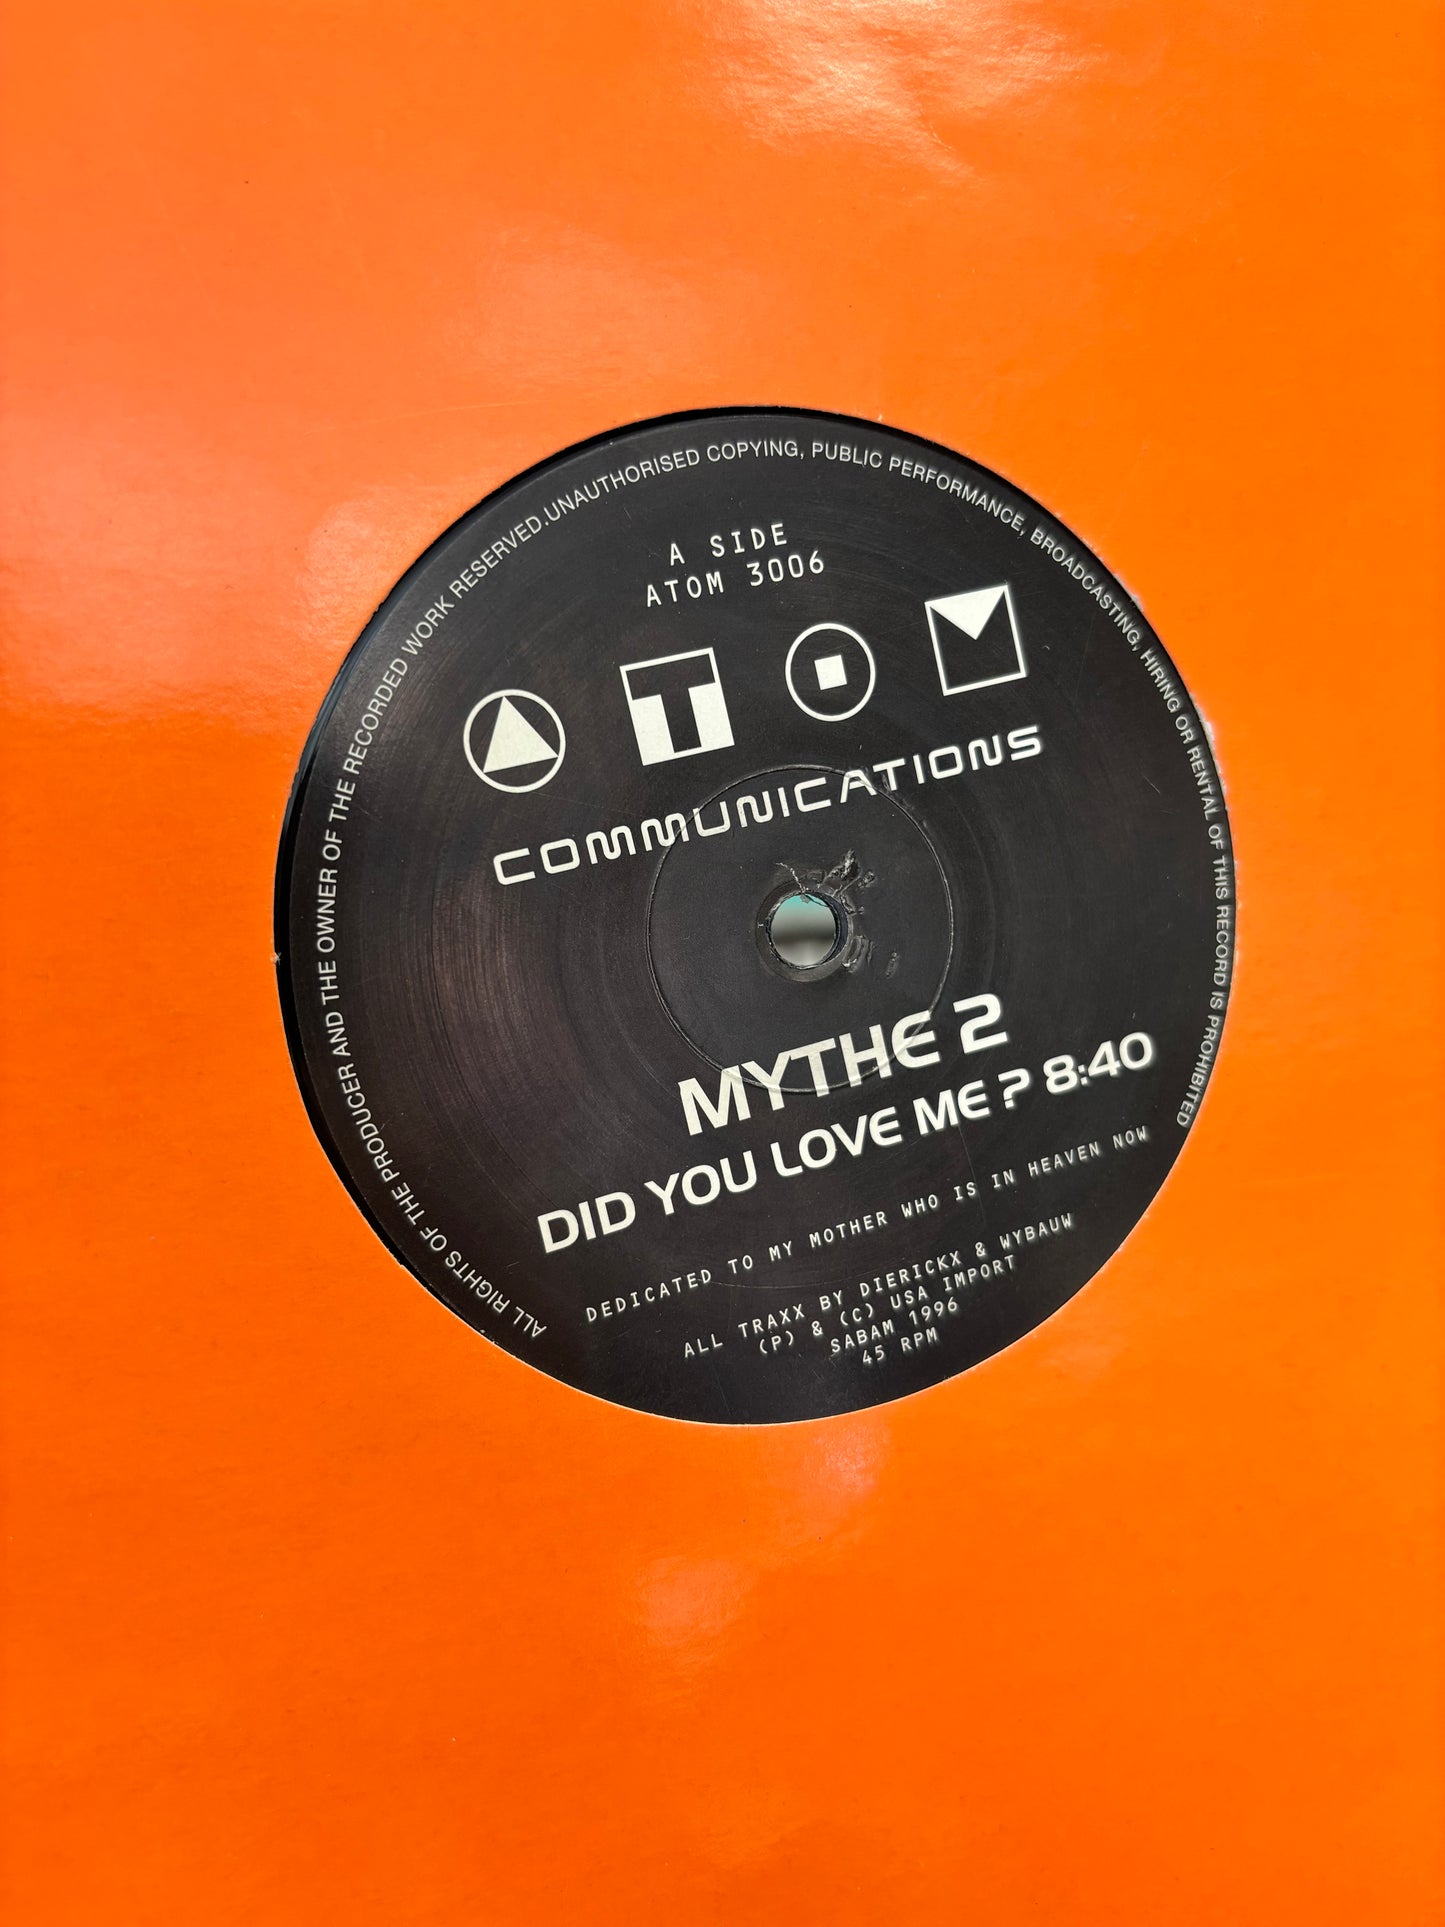 ALL RIGHTS OF THE PRODUCER AND THE OWNER OF THE RECORDED WORK RESERVED.UNAUTHORISED COPYING, PUBLIC PERFORMANCE, BROADCASTING, HIRING OR RENTAL OF THIS RECORD IS PROHIBITED
A SIDE
ATOM 3006
ATOM
COMMUNICATIONS
MYTHE 2
DID YOU LOVE ME ? 8:40
DEDICATED TO MY MOTHER WHO IS IN HEAVEN NOW
ALL TRAXX BY DIERICKX & WYBAUW
(P) & (C) USA IMPORT
SABAM 1996
45 RPM